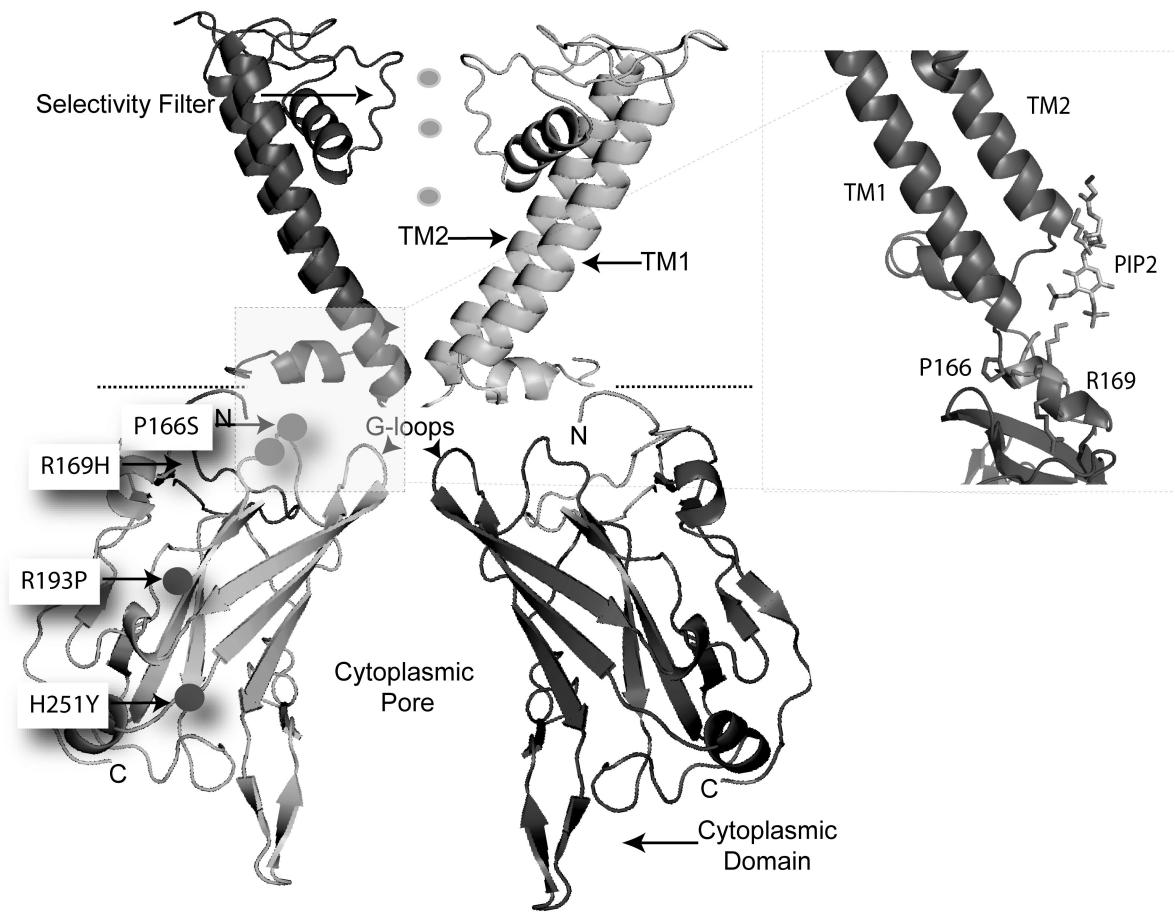 Selectivity Filter
TM2
TM1
TM2
TM1
PIP2
P166
R169
P166S
N
G-loops
N
R169H
R193P
H251Y
Cytoplasmic
Pore
C
C
Cytoplasmic
Domain